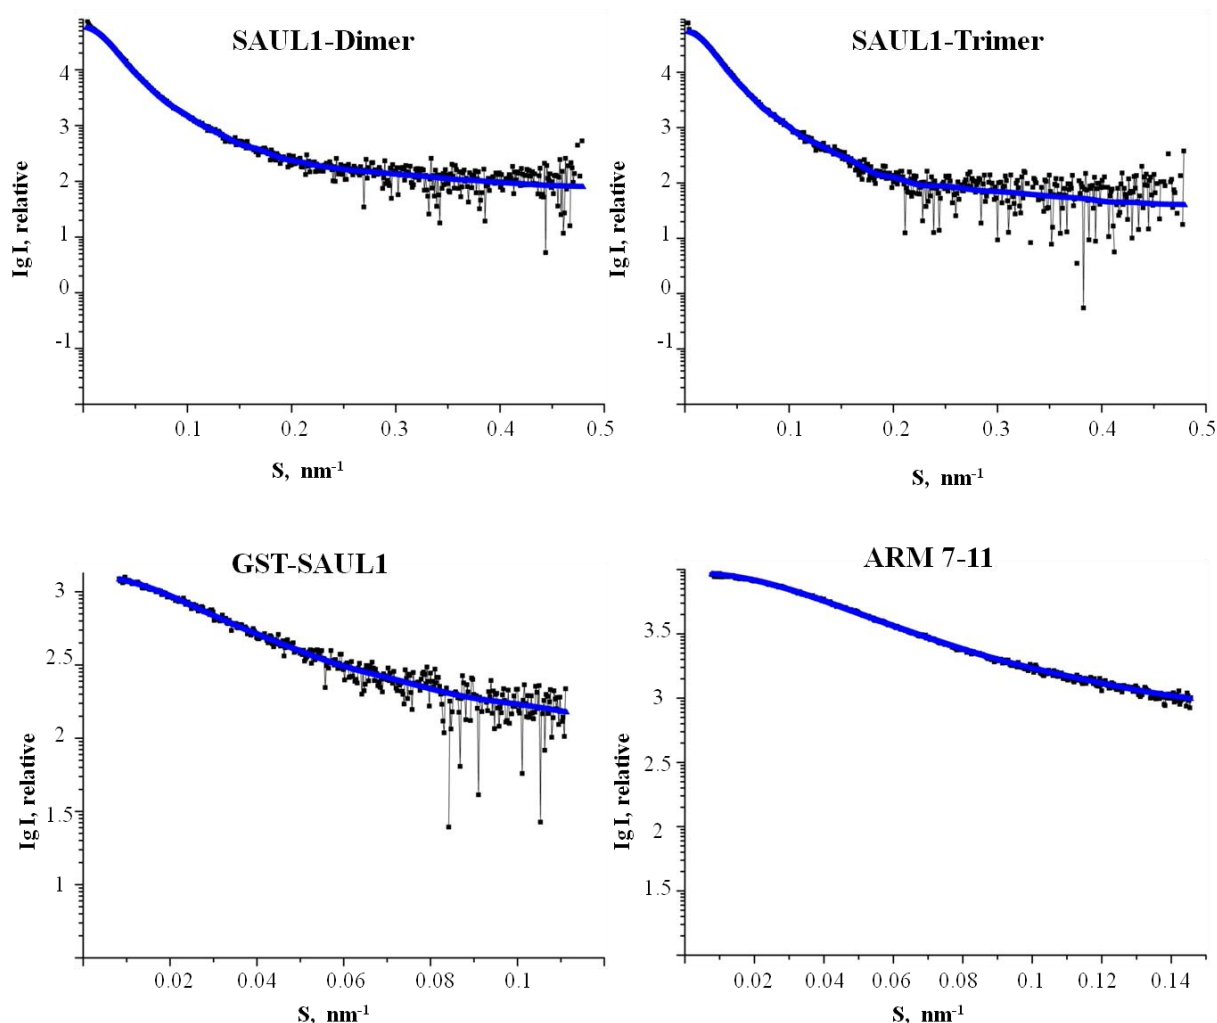 SAUL1-Dimer
4
3
2
1
0
-1
lg I, relative
0.1 0.2 0.3 0.4 0.5
S, nm-1
SAUL1-Trimer
4
3
2
1
0
-1
lg I, relative
0.1 0.2 0.3 0.4 0.5
S, nm-1
GST-SAUL1
3
2.5
2
1.5
1
lg I, relative
0.02 0.04 0.06 0.08 0.1
S, nm-1
ARM 7-11
3.5
3
2.5
2
1.5
lg I, relative
0.02 0.04 0.06 0.08 0.1 0.12 0.14
S, nm-1